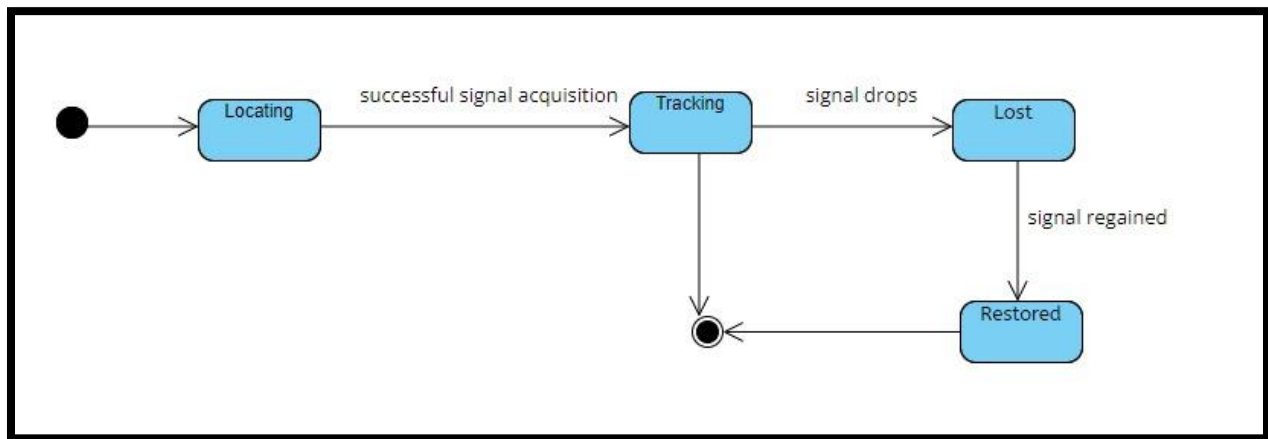 Locating
successful signal acquisition
Tracking
signal drops
Lost
signal regained
Restored